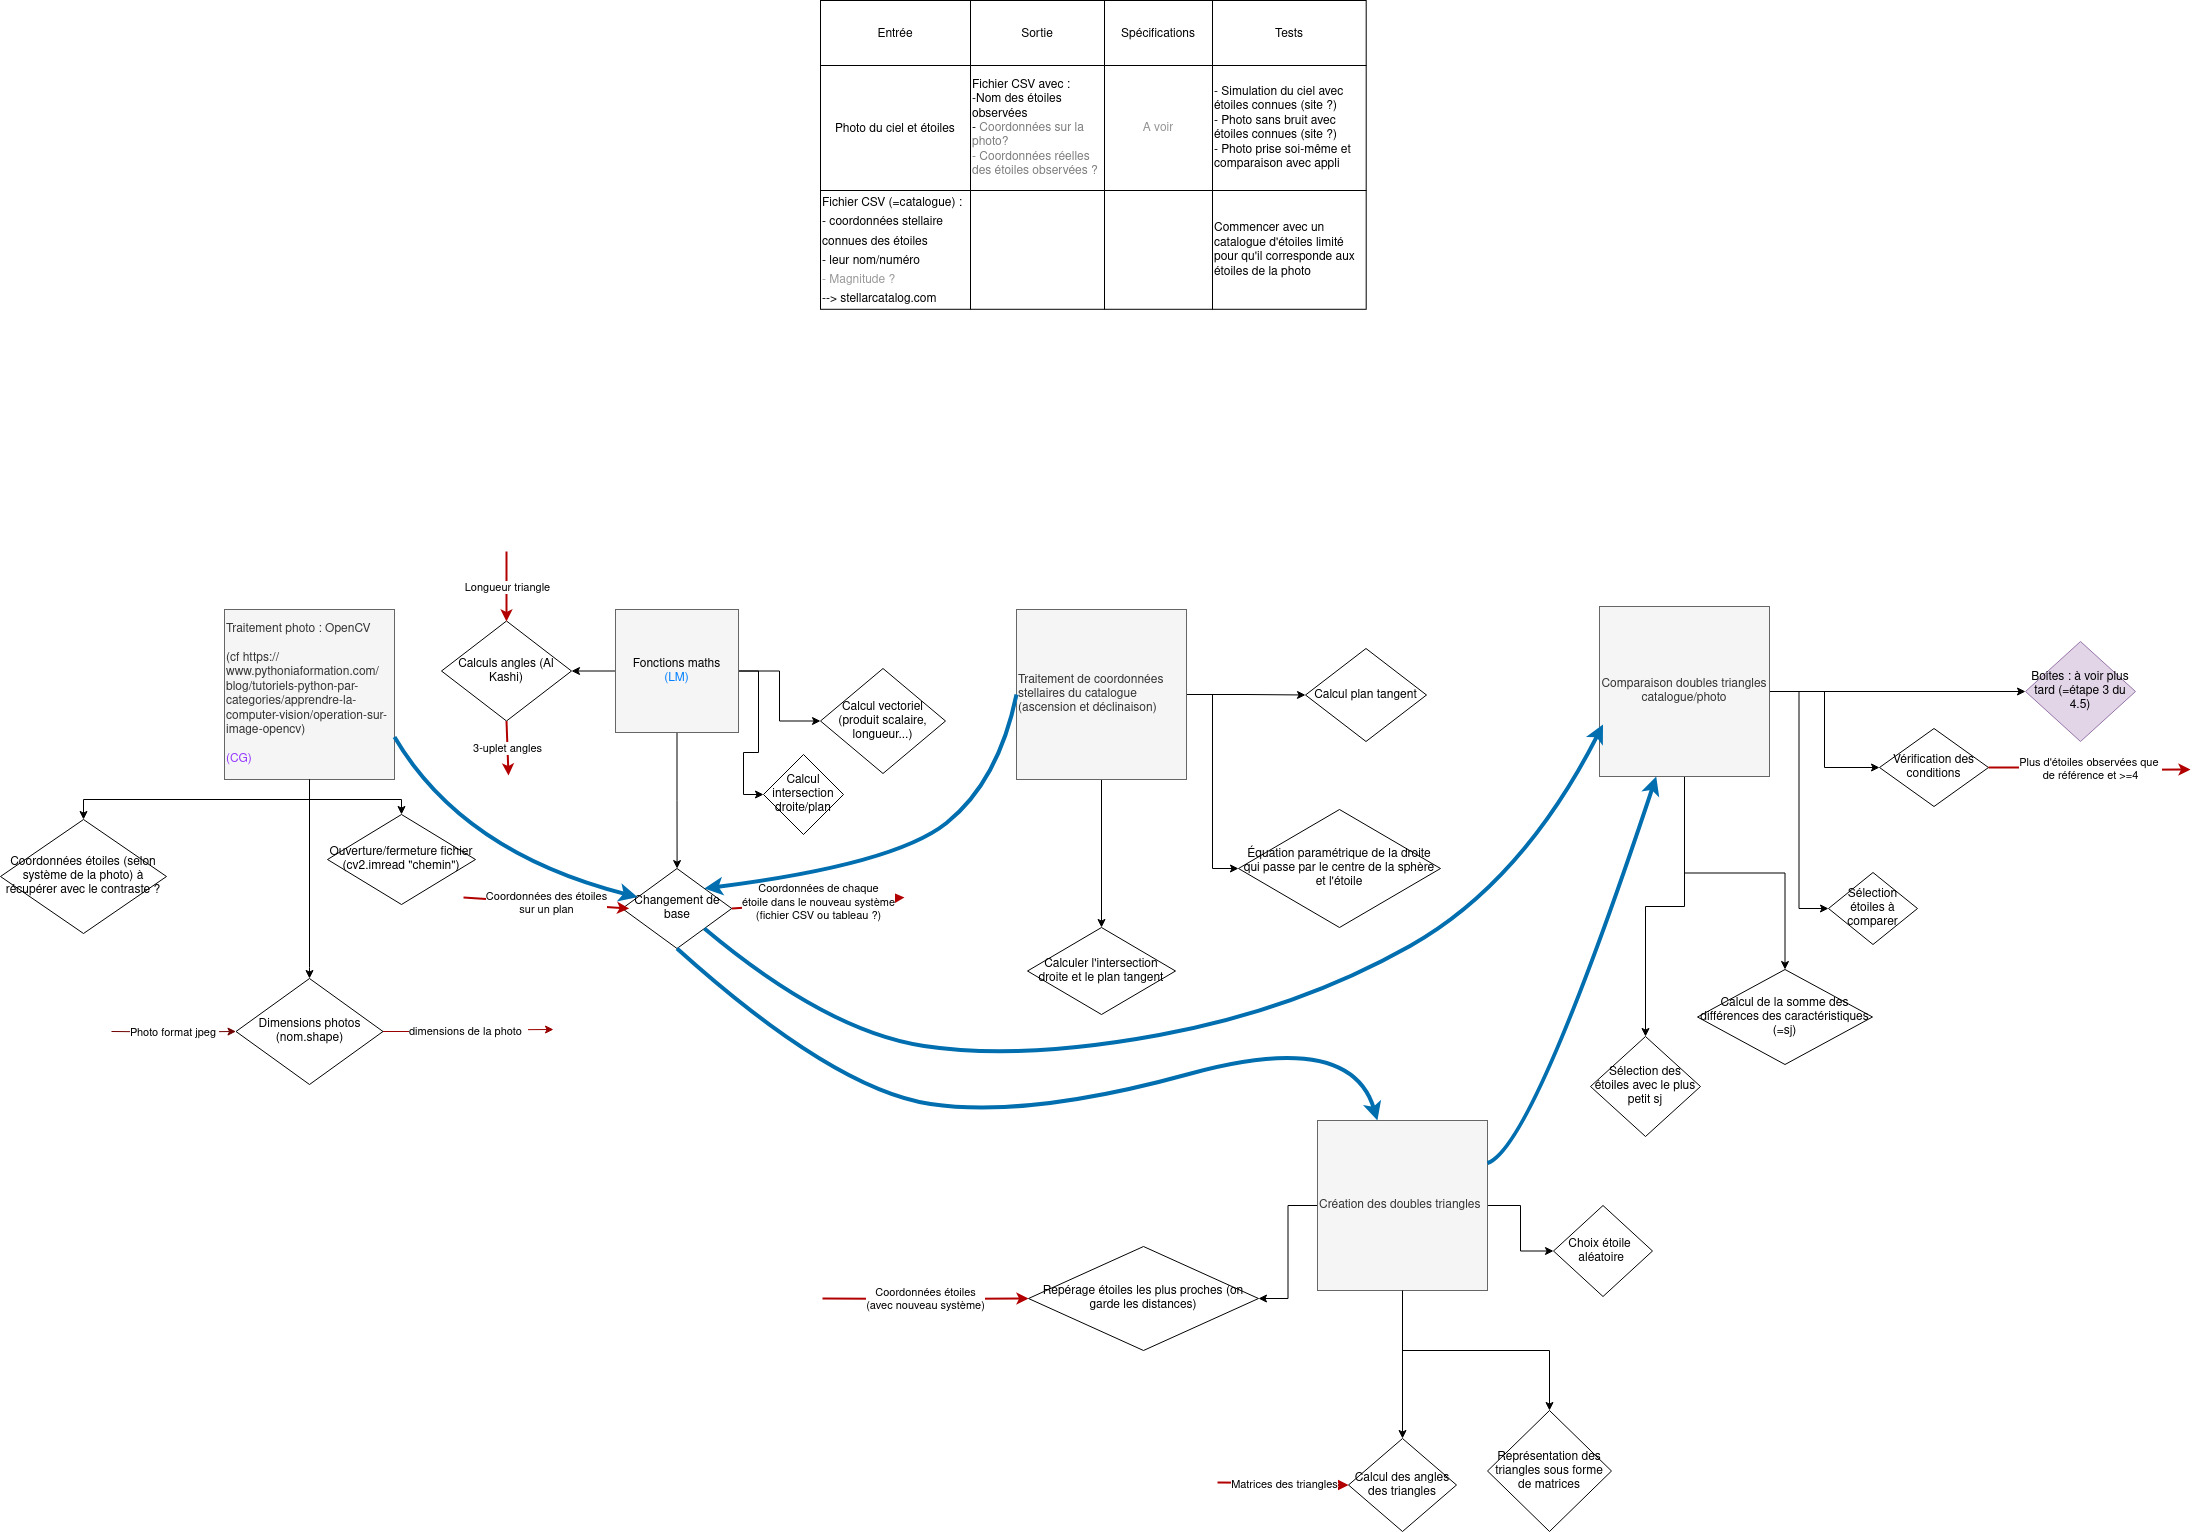 Entrée
Sortie
Spécifications
Tests
Photo du ciel et étoiles
Fichier CSV avec :
-Nom des étoiles
observées
- Coordonnées sur la
photo?
- Coordonnées réelles
des étoiles observées ?
A voir
- Simulation du ciel avec
étoiles connues (site ?)
- Photo sans bruit avec
étoiles connues (site ?)
- Photo prise soi-même et
comparaison avec appli
Fichier CSV (=catalogue) :
- coordonnées stellaire
connues des étoiles
- leur nom/numéro
- Magnitude ?
--> stellarcatalog.com
Commencer avec un
catalogue d'étoiles limité
pour qu'il corresponde aux
étoiles de la photo
Traitement photo : OpenCV
(cf https://
www.pythoniaformation.com/
blog/tutoriels-python-par-
categories/apprendre-la-
computer-vision/operation-sur-
image-opencv)
(CG)
Coordonnées étoiles (selon
système de la photo) à
récupérer avec le contraste ?
Ouverture/fermeture fichier
(cv2.imread "chemin")
Photo format jpeg
Dimensions photos
(nom.shape)
dimensions de la photo
Longueur triangle
Calculs angles (Al
Kashi)
3-uplet angles
Fonctions maths
(LM)
Calcul vectoriel
(produit scalaire,
longueur...)
Calcul
intersection
droite/plan
Coordonnées des étoiles
sur un plan
Changement de
base
Coordonnées de chaque
étoile dans le nouveau système
(fichier CSV ou tableau ?)
Traitement de coordonnées
stellaires du catalogue
(ascension et déclinaison)
Calcul plan tangent
Équation paramétrique de la droite
qui passe par le centre de la sphère
et l'étoile
Calculer l'intersection
droite et le plan tangent
Comparaison doubles triangles
catalogue/photo
Boîtes : à voir plus
tard (=étape 3 du
4.5)
Vérification des
conditions
Plus d'étoiles observées que
de référence et >=4
Sélection
étoiles à
comparer
Calcul de la somme des
différences des caractéristiques
(=sj)
Sélection des
étoiles avec le plus
petit sj
Création des doubles triangles
Choix étoile
aléatoire
Coordonnées étoiles
(avec nouveau système)
Repérage étoiles les plus proches (on
garde les distances)
Matrices des triangles
Calcul des angles
des triangles
Représentation des
triangles sous forme
de matrices